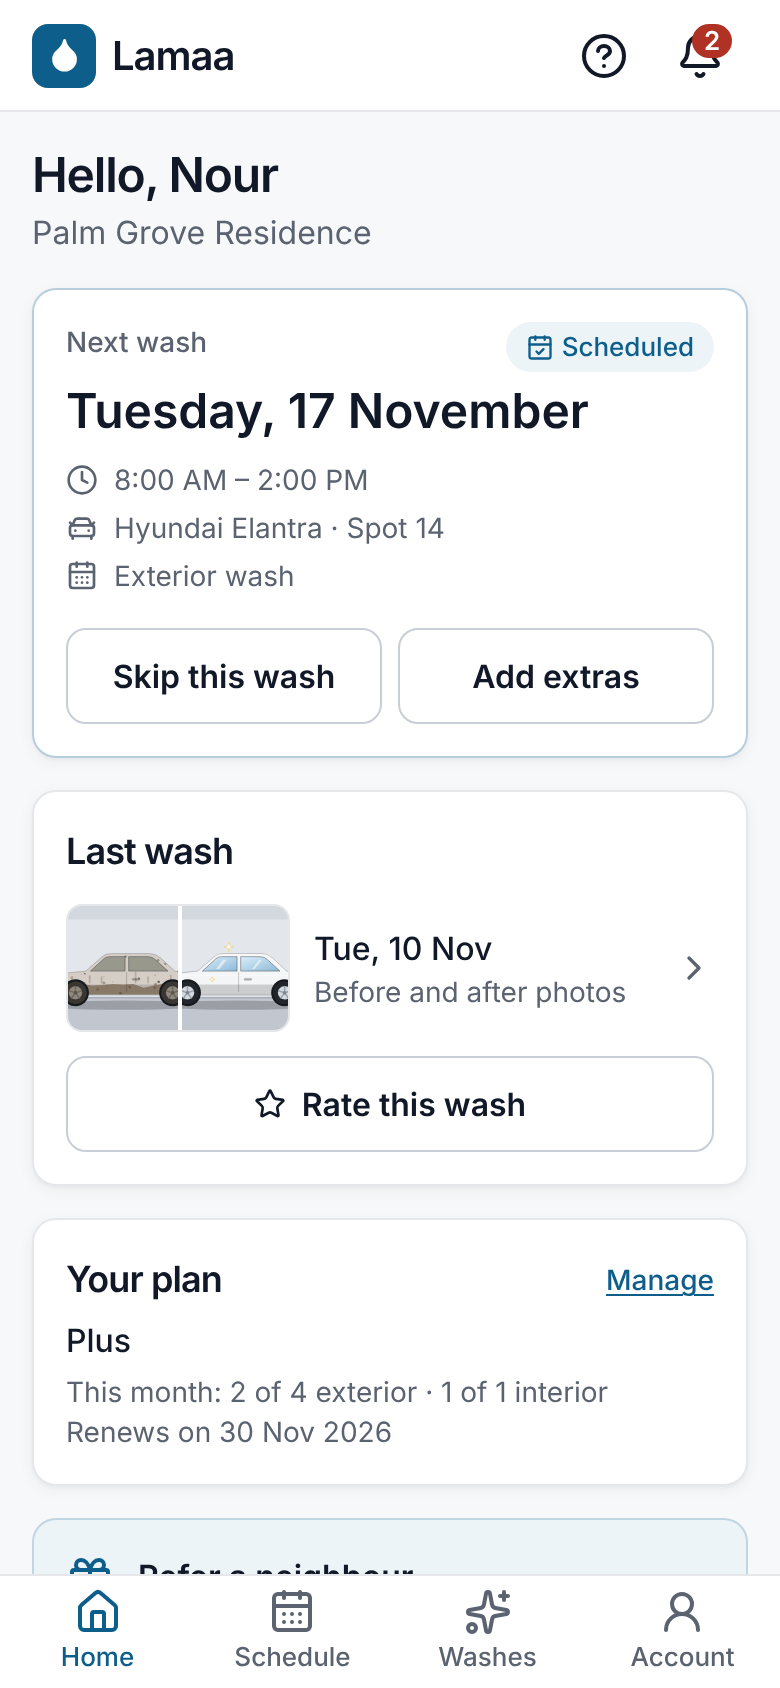 Lamaa
2
Hello, Nour
Palm Grove Residence
Next wash
Scheduled
Tuesday, 17 November
8:00 AM – 2:00 PM
Hyundai Elantra · Spot 14
Exterior wash
Skip this wash
Add extras
Last wash
Tue, 10 Nov
Before and after photos
Rate this wash
Your plan
Manage
Plus
This month: 2 of 4 exterior · 1 of 1 interior
Renews on 30 Nov 2026
Refer a neighbour
Home
Schedule
Washes
Account